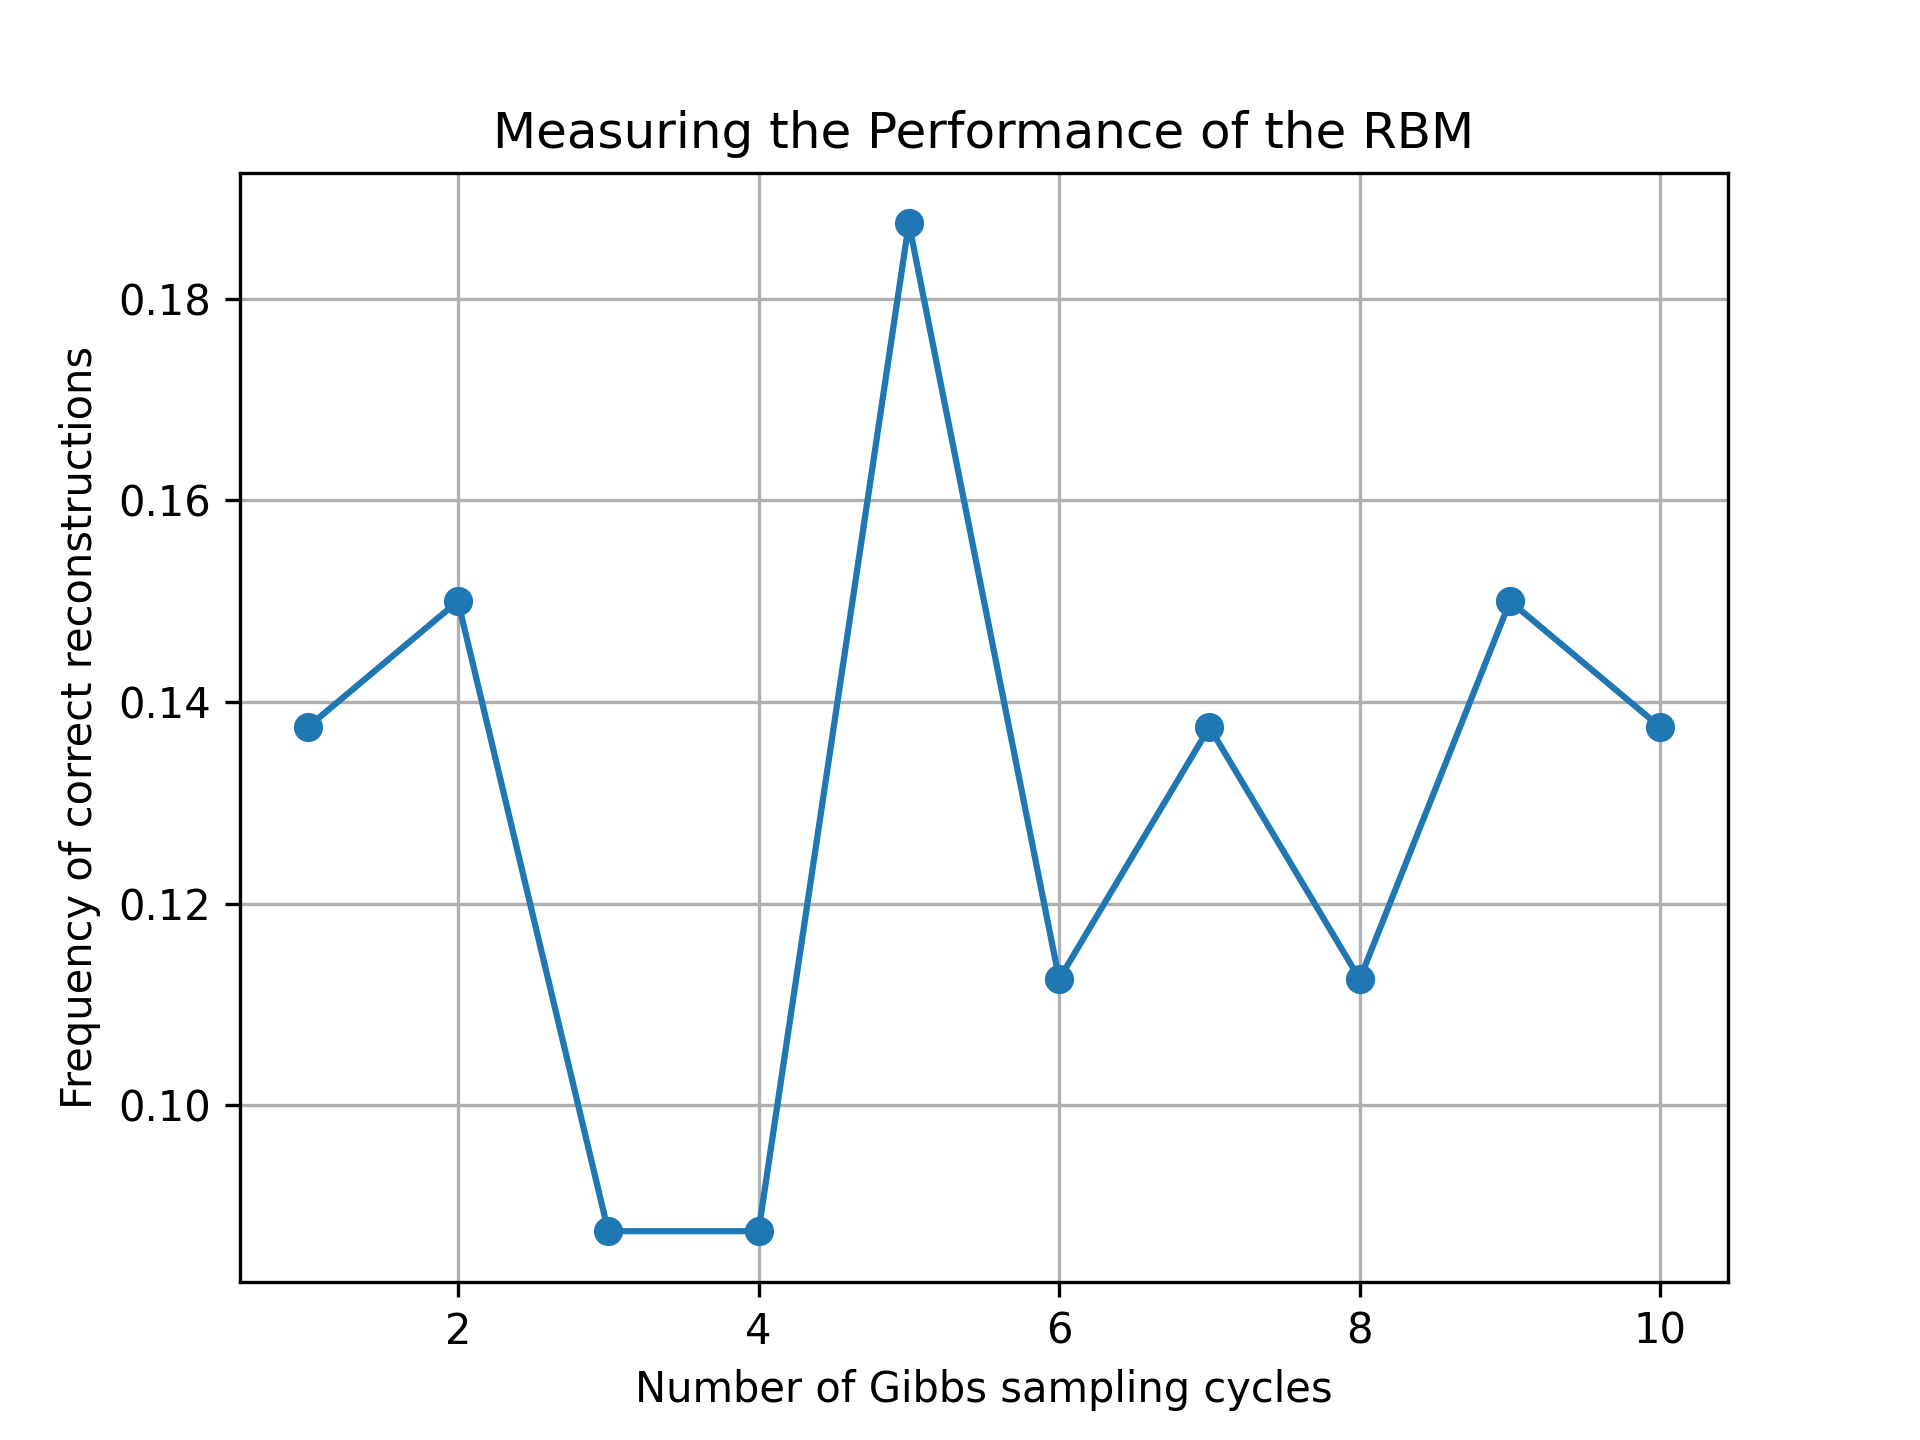 Measuring the Performance of the RBM
Frequency of correct reconstructions
0.18
0.16
0.14
0.12
0.10
2 4 6 8 10
Number of Gibbs sampling cycles